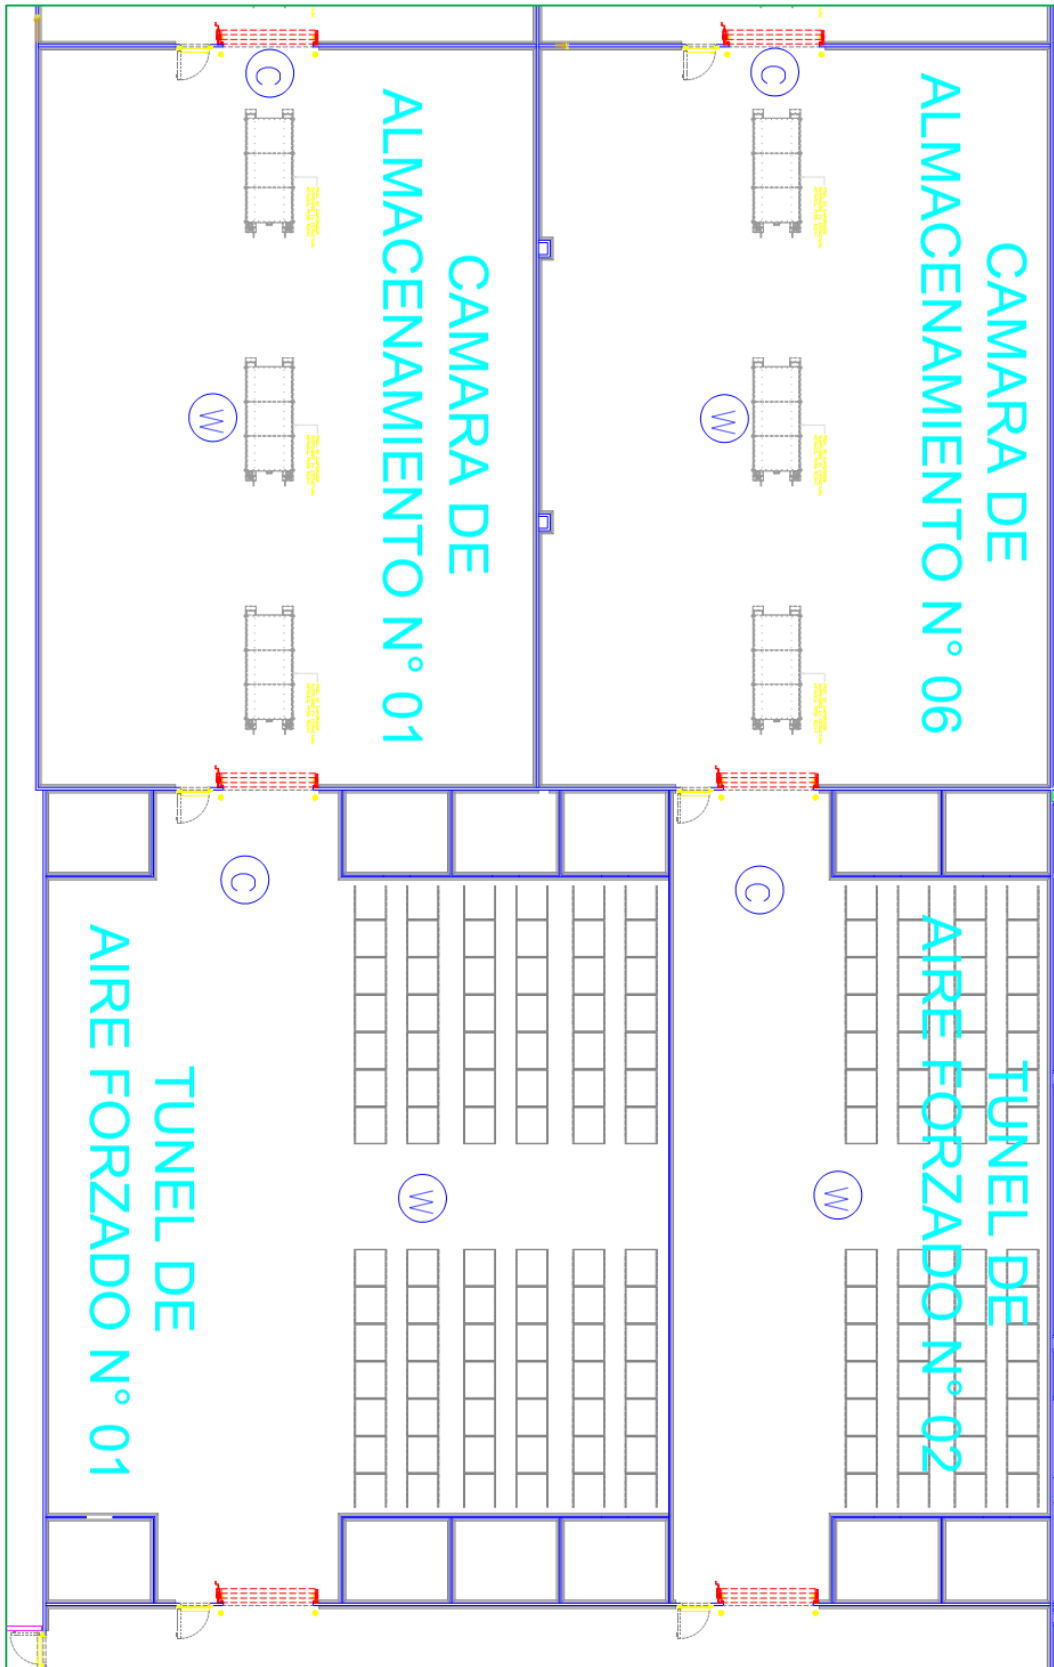 CAMARA DE
ALMACENAMIENTO N° 01
CAMARA DE
ALMACENAMIENTO N° 06
TUNEL DE
AIRE FORZADO N° 01
TUNEL DE
AIRE FORZADO N° 02
C
C
W
W
C
C
W
W